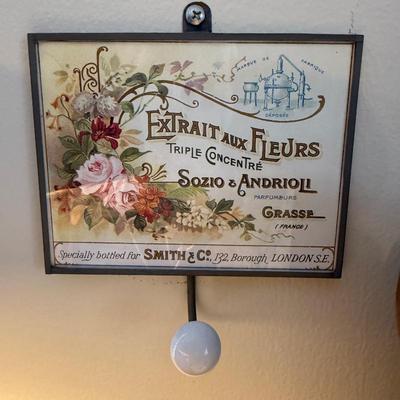 MARQUE DE FABRIQUE
DÉPOSÉE
EXTRAIT AUX FLEURS
TRIPLE CONCENTRÉ
SOZIO & ANDRIOLI
PARFUMEURS
GRASSE
(FRANCE)
Specially bottled for SMITH & Co. 132, Borough, LONDON S.E.